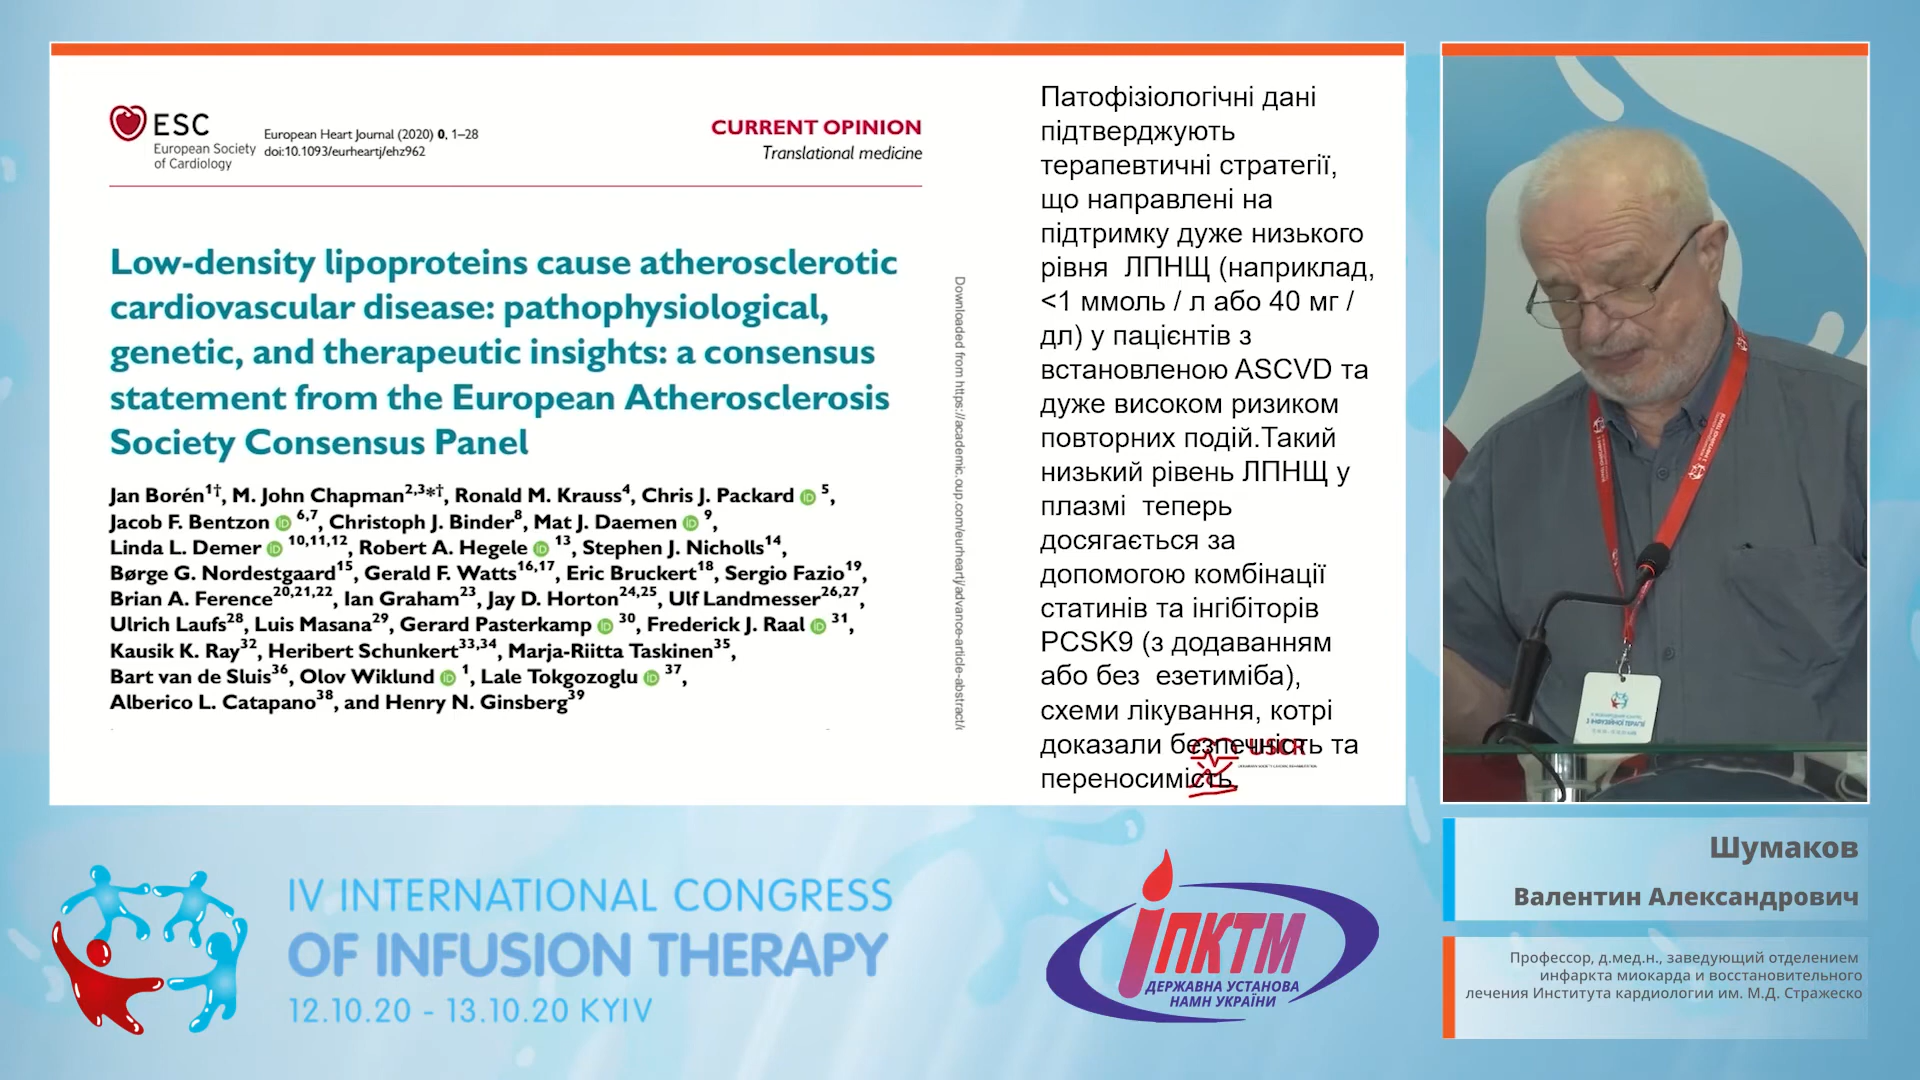 ESC
European Society
of Cardiology
European Heart Journal (2020) 0, 1–28
doi:10.1093/eurheartj/ehz962
CURRENT OPINION
Translational medicine
Low-density lipoproteins cause atherosclerotic
cardiovascular disease: pathophysiological,
genetic, and therapeutic insights: a consensus
statement from the European Atherosclerosis
Society Consensus Panel
Jan Borén1†, M. John Chapman2,3*†, Ronald M. Krauss4, Chris J. Packard 5,
Jacob F. Bentzon 6,7, Christoph J. Binder8, Mat J. Daemen 9,
Linda L. Demer 10,11,12, Robert A. Hegele 13, Stephen J. Nicholls14,
Børge G. Nordestgaard15, Gerald F. Watts16,17, Eric Bruckert18, Sergio Fazio19,
Brian A. Ference20,21,22, Ian Graham23, Jay D. Horton24,25, Ulf Landmesser26,27,
Ulrich Laufs28, Luis Masana29, Gerard Pasterkamp 30, Frederick J. Raal 31,
Kausik K. Ray32, Heribert Schunkert33,34, Marja-Riitta Taskinen35,
Bart van de Sluis36, Olov Wiklund 1, Lale Tokgozoglu 37,
Alberico L. Catapano38, and Henry N. Ginsberg39
Downloaded from https://academic.oup.com/eurheartj/advance-article-abstract/
Патофізіологічні дані
підтверджують
терапевтичні стратегії,
що направлені на
підтримку дуже низького
рівня ЛПНЩ (наприклад,
<1 ммоль / л або 40 мг /
дл) у пацієнтів з
встановленою ASCVD та
дуже високом ризиком
повторних подій.Такий
низький рівень ЛПНЩ у
плазмі теперь
досягається за
допомогою комбінації
статинів та інгібіторів
PCSK9 (з додаванням
або без езетиміба),
схеми лікування, котрі
доказали безпечність та
переносимість.
USCR
З ІНФУЗІЙНОЇ ТЕРАПІЇ
Шумаков
Валентин Александрович
Профессор, д.мед.н., заведующий отделением
инфаркта миокарда и восстановительного
лечения Института кардиологии им. М.Д. Стражеско
IV INTERNATIONAL CONGRESS
OF INFUSION THERAPY
12.10.20 - 13.10.20 KYIV
іПКТМ
ДЕРЖАВНА УСТАНОВА
НАМН УКРАЇНИ